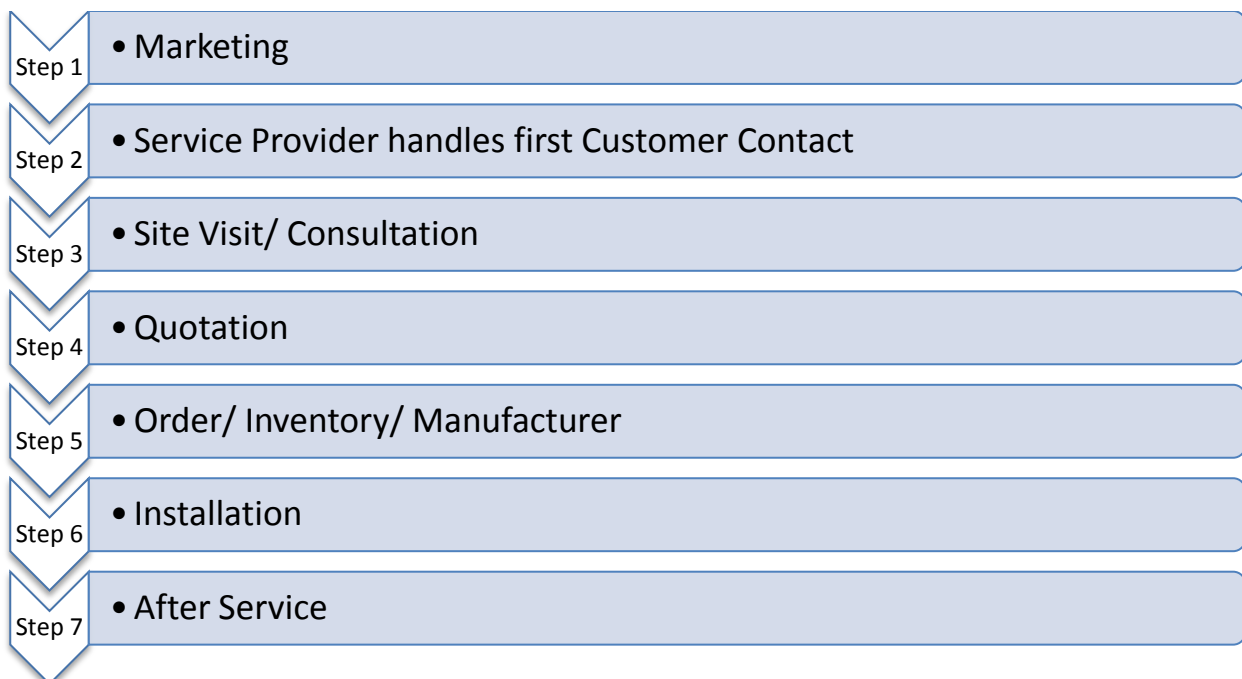 Step 1
• Marketing
Step 2
• Service Provider handles first Customer Contact
Step 3
• Site Visit/ Consultation
Step 4
• Quotation
Step 5
• Order/ Inventory/ Manufacturer
Step 6
• Installation
Step 7
• After Service